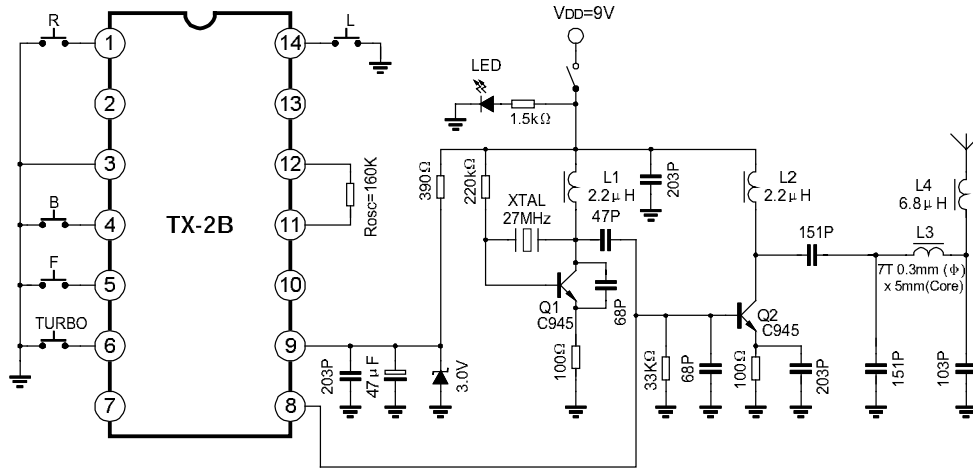 VDD=9V
R
L
1
14
LED
2
13
1.5kΩ
3
12
390Ω
220kΩ
L1
2.2μH
203P
L2
2.2μH
L4
6.8μH
XTAL
27MHz
47P
TX-2B
Rosc=160K
B
4
11
151P
L3
7T 0.3mm (Φ)
x 5mm(Core)
F
5
10
Q1
C945
68P
Q2
C945
TURBO
6
9
203P
47μF
3.0V
100Ω
33KΩ
68P
100Ω
203P
151P
103P
7
8